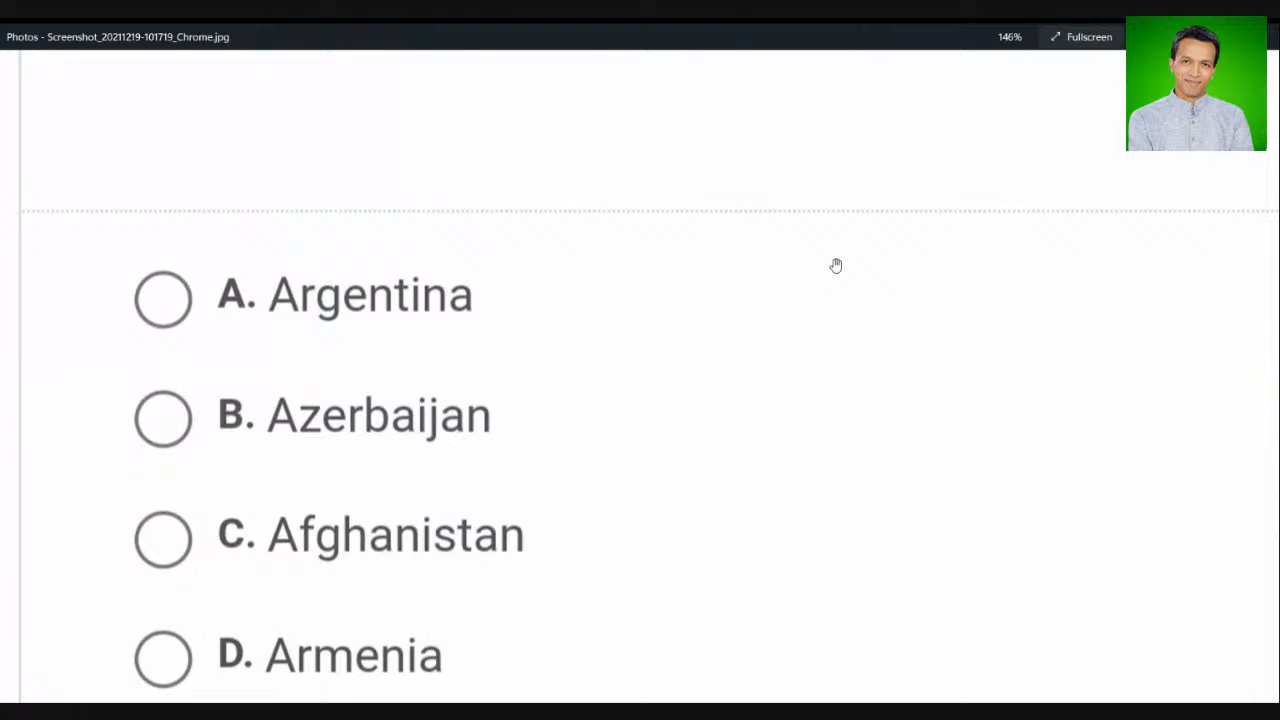 Photos - Screenshot_20211219-101719_Chrome.jpg 146% Fullscreen
A. Argentina
B. Azerbaijan
C. Afghanistan
D. Armenia